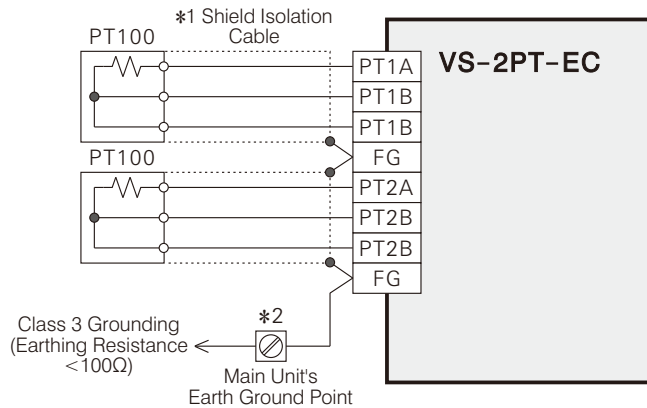 *1 Shield Isolation
Cable
PT100
PT1A
PT1B
PT1B
FG
VS-2PT-EC
PT100
PT2A
PT2B
PT2B
FG
*2
Class 3 Grounding
(Earthing Resistance
<100Ω)
Main Unit's
Earth Ground Point